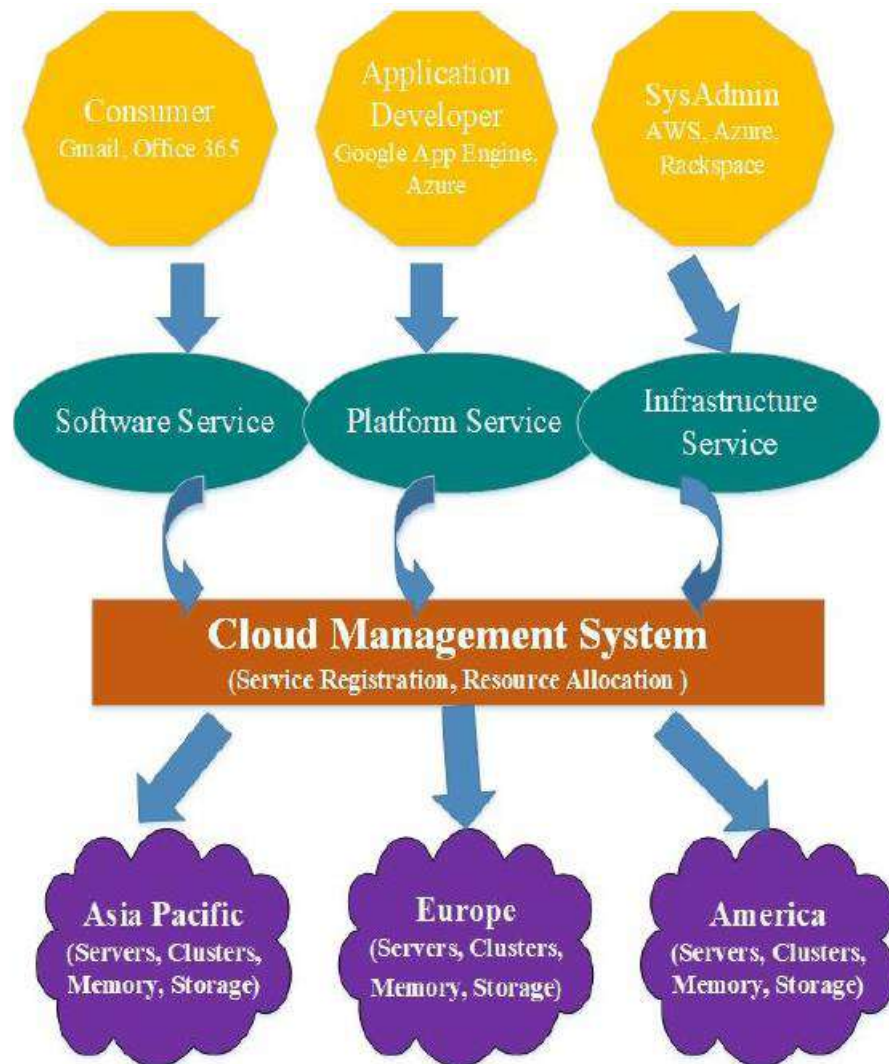 Consumer
Gmail, Office 365
Application
Developer
Google App Engine,
Azure
SysAdmin
AWS, Azure,
Rackspace
Software Service
Platform Service
Infrastructure
Service
Cloud Management System
(Service Registration, Resource Allocation )
Asia Pacific
(Servers, Clusters,
Memory, Storage)
Europe
(Servers, Clusters,
Memory, Storage)
America
(Servers, Clusters,
Memory, Storage)